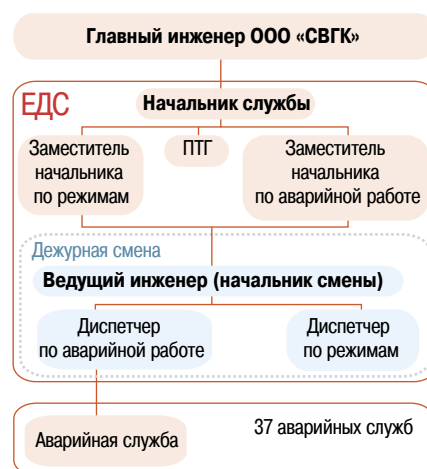 Главный инженер ООО «СВГК»
ЕДС
Начальник службы
Заместитель
начальника
по режимам
ПТГ
Заместитель
начальника
по аварийной работе
Дежурная смена
Ведущий инженер (начальник смены)
Диспетчер
по аварийной работе
Диспетчер
по режимам
Аварийная служба
37 аварийных служб